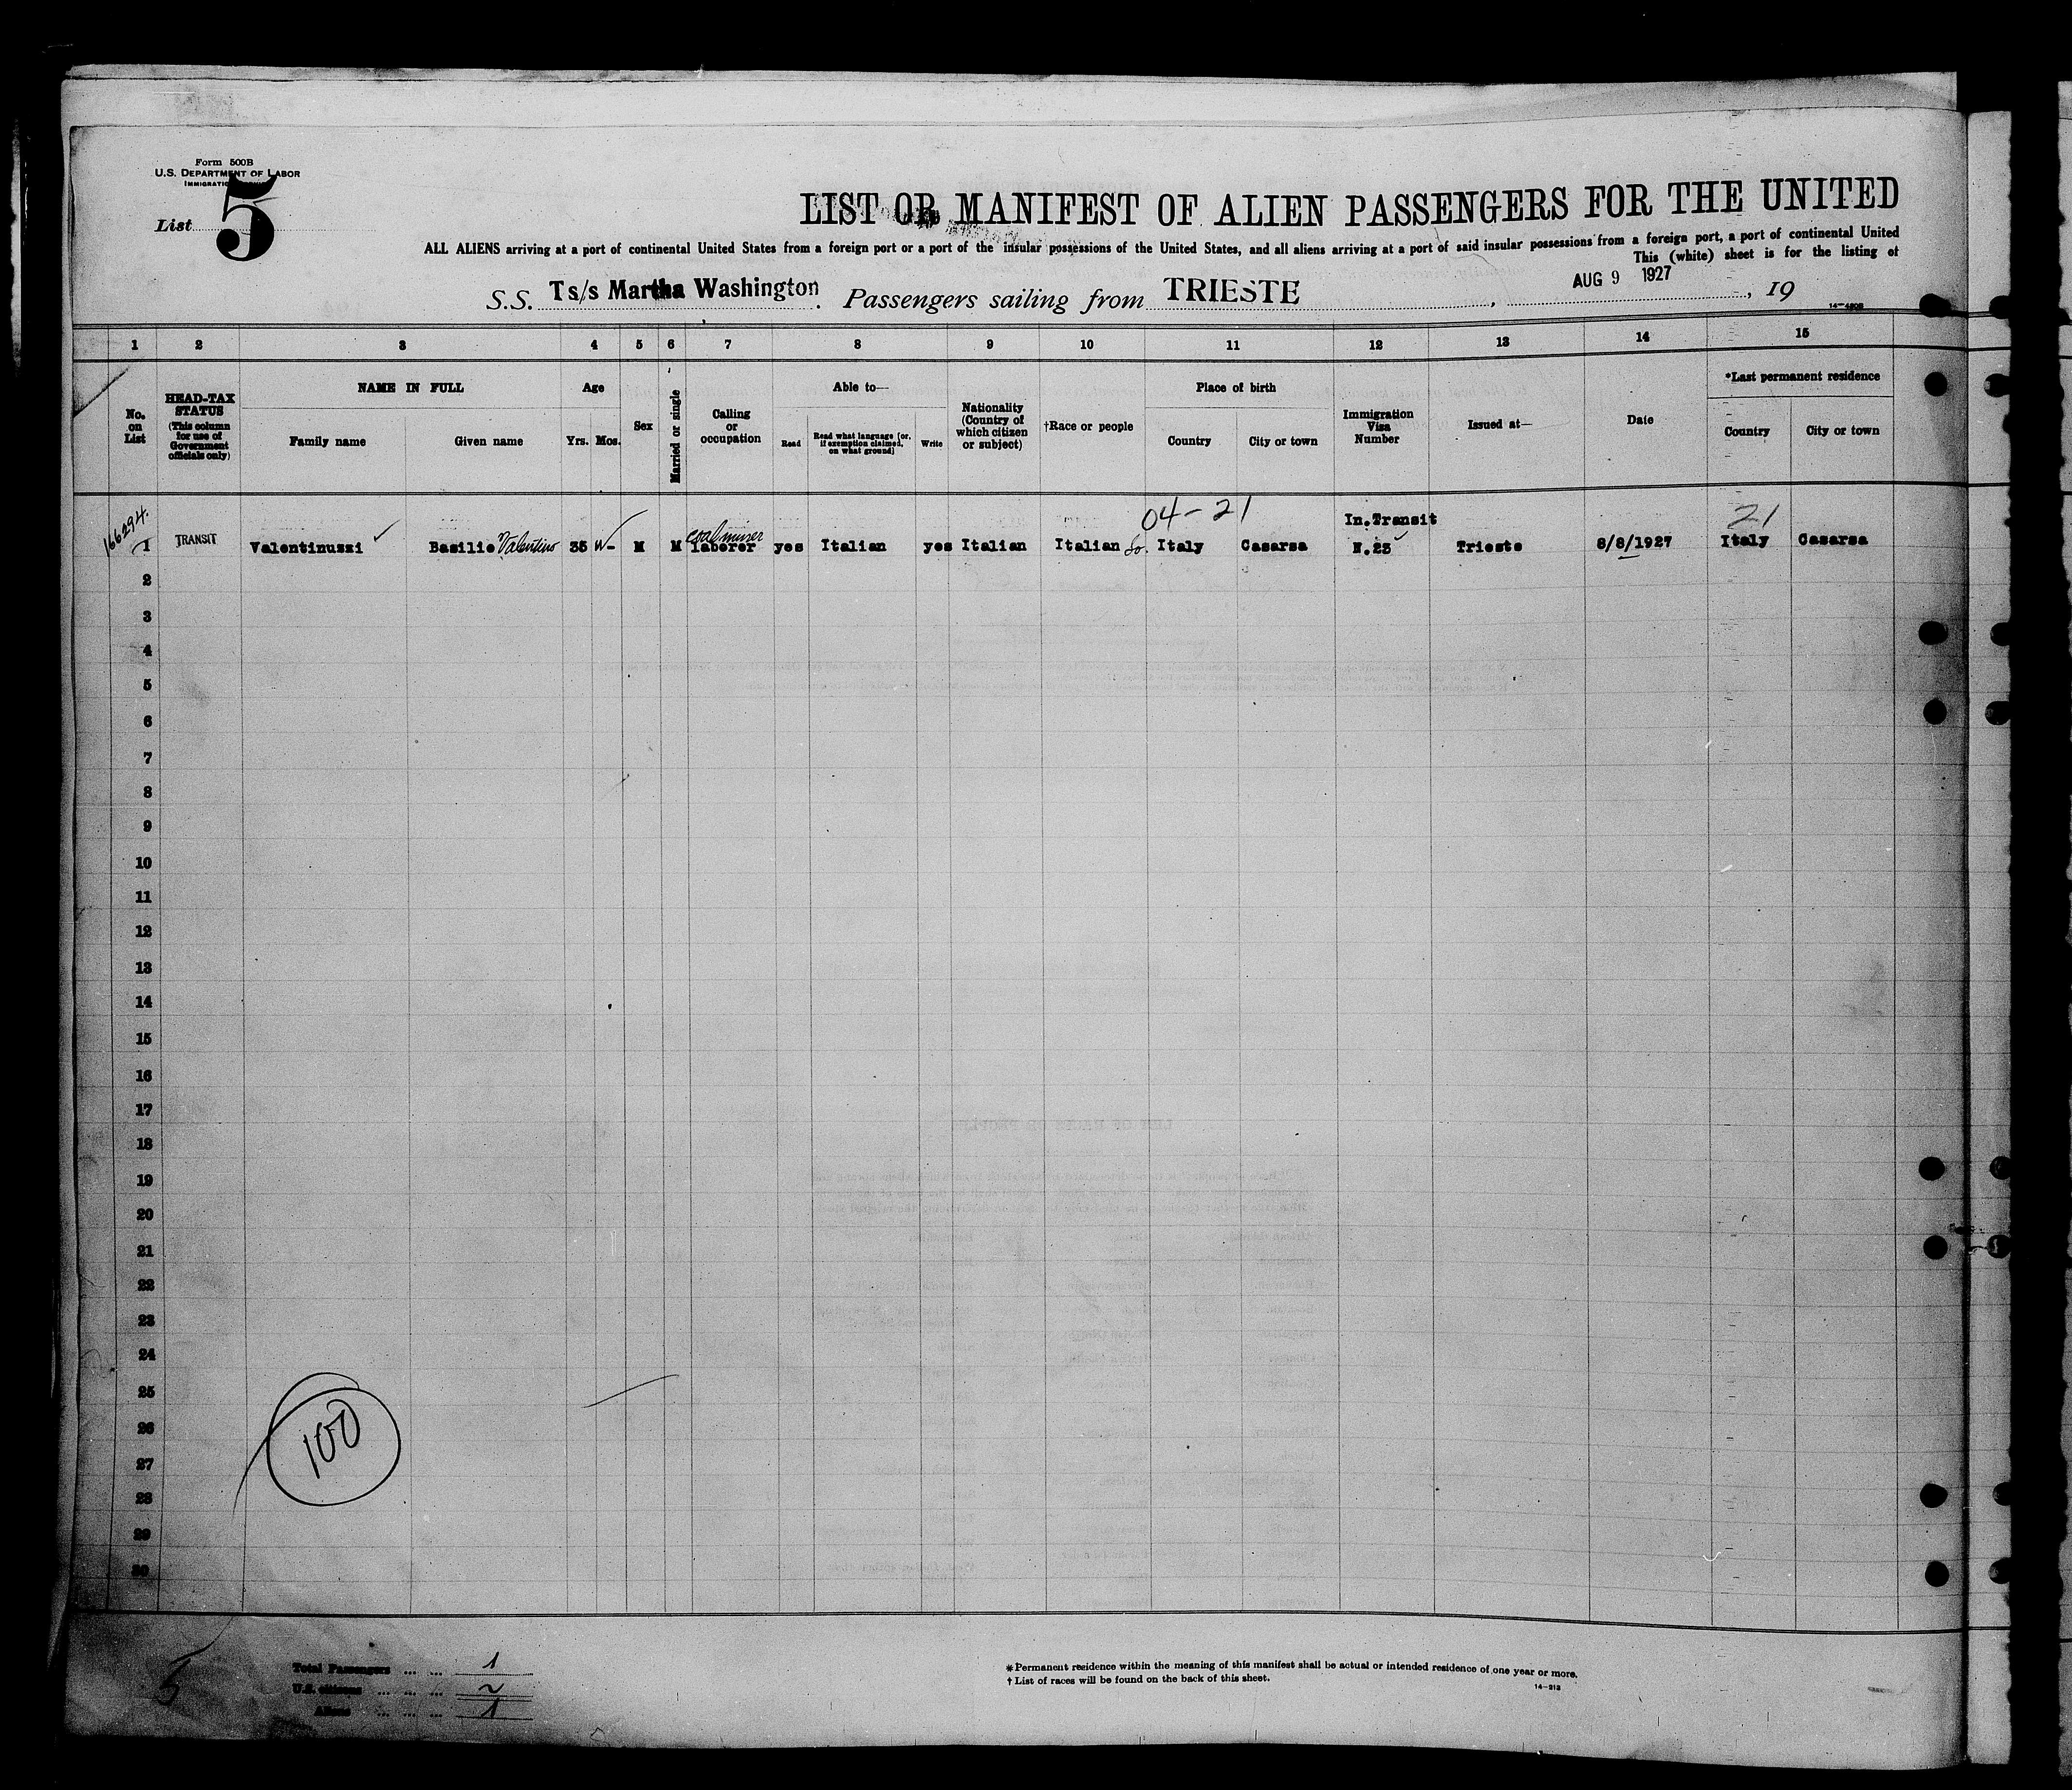 Form 500B
U.S. DEPARTMENT OF LABOR
List 5
LIST OR MANIFEST OF ALIEN PASSENGERS FOR THE UNITED
ALL ALIENS arriving at a port of continental United States from a foreign port or a port of the insular possessions of the United States, and all aliens arriving at a port of said insular possessions from a foreign port, a port of continental United
This (white) sheet is for the listing of
S.S. Ts/s Martha Washington. Passengers sailing from TRIESTE, AUG 9 1927, 19
1 2 3 4 5 6 7 8 9 10 11 12 13 14 15
No. on List
HEAD-TAX STATUS (This column for use of Government officials only)
NAME IN FULL
Family name Given name
Age
Yrs. Mos.
Sex
Married or single
Calling or occupation
Able to—
Read Read what language [or, if exemption claimed, on what ground] Write
Nationality (Country of which citizen or subject)
†Race or people
Place of birth
Country City or town
Immigration Visa Number
Issued at—
Date
*Last permanent residence
Country City or town
166294. 04-21 In.Transit 21
1 TRANSIT Valentinuzzi Basilio Valentino 35 M M coal miner laborer yes Italian yes Italian Italian So. Italy Casarsa N.23 Trieste 8/8/1927 Italy Casarsa
2
3
4
5
6
7
8
9
10
11
12
13
14
15
16
17
18
19
20
21
22
23
24
25
26
27
28
29
30
100
5
Total Passengers ... ... 1
U.S. citizens ... ... ...
Aliens ... ... ... 1
*Permanent residence within the meaning of this manifest shall be actual or intended residence of one year or more.
† List of races will be found on the back of this sheet.
14-213